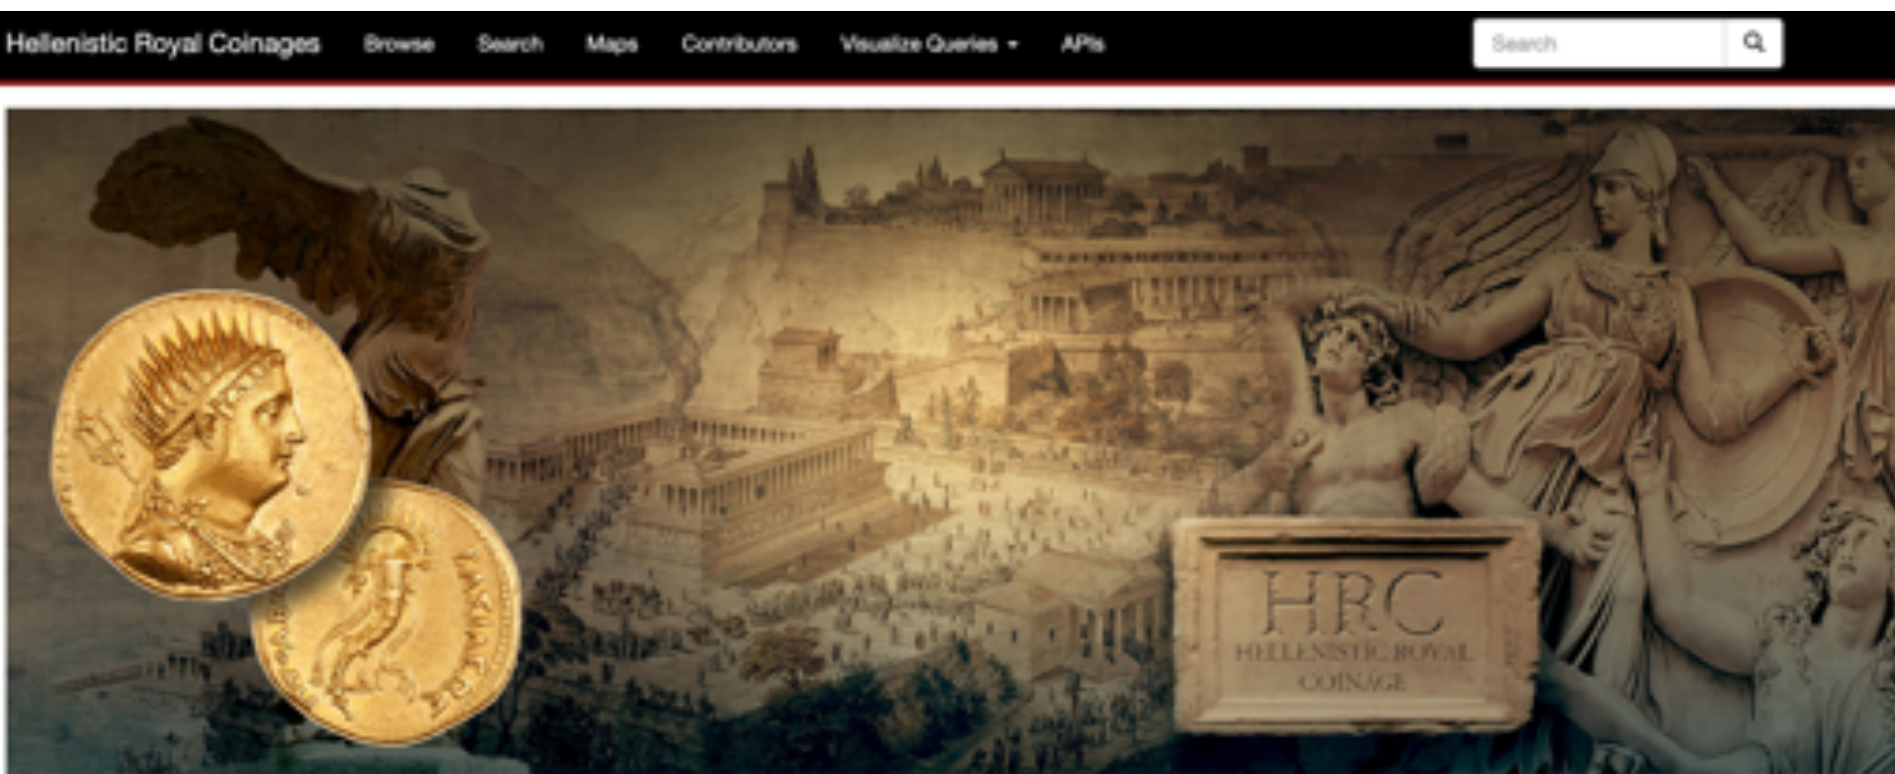 Hellenistic Royal Coinages Browse Search Maps Contributors Visualize Queries APIs Search
HRC
HELLENISTIC ROYAL
COINAGE